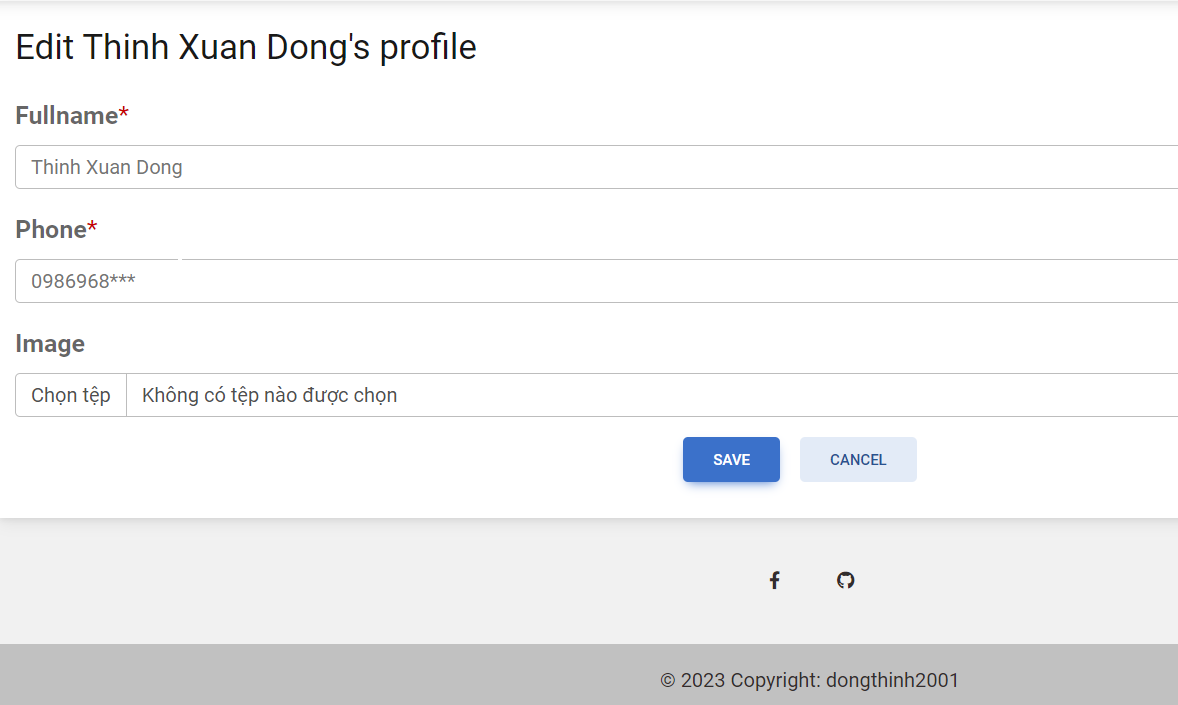 Edit Thinh Xuan Dong's profile
Fullname*
Thinh Xuan Dong
Phone*
0986968***
Image
Chọn tệp Không có tệp nào được chọn
SAVE CANCEL
© 2023 Copyright: dongthinh2001